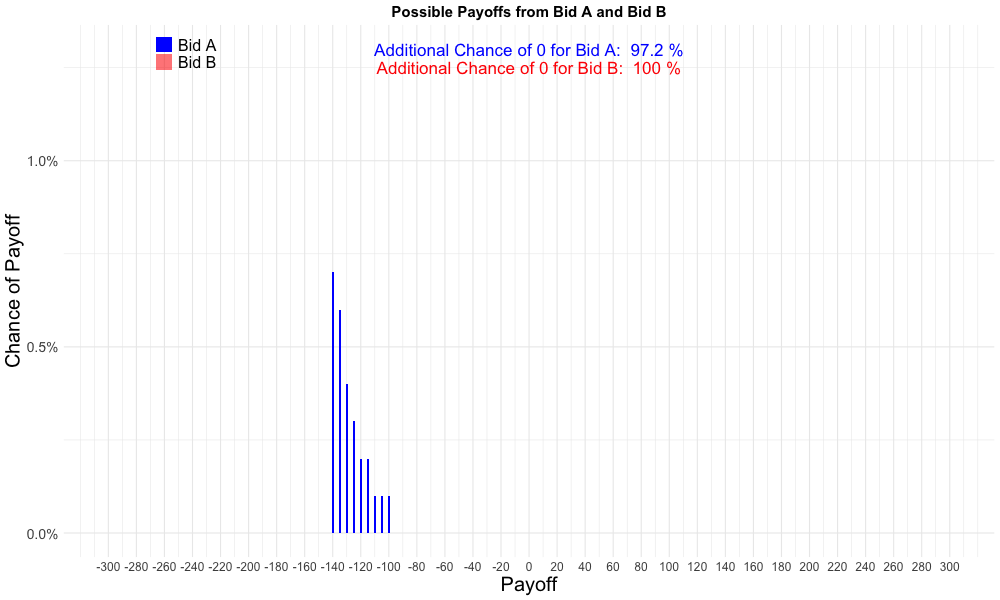 Possible Payoffs from Bid A and Bid B
Bid A
Bid B
Additional Chance of 0 for Bid A:  97.2 %
Additional Chance of 0 for Bid B:  100 %
Chance of Payoff
1.0%
0.5%
0.0%
-300 -280 -260 -240 -220 -200 -180 -160 -140 -120 -100 -80 -60 -40 -20 0 20 40 60 80 100 120 140 160 180 200 220 240 260 280 300
Payoff